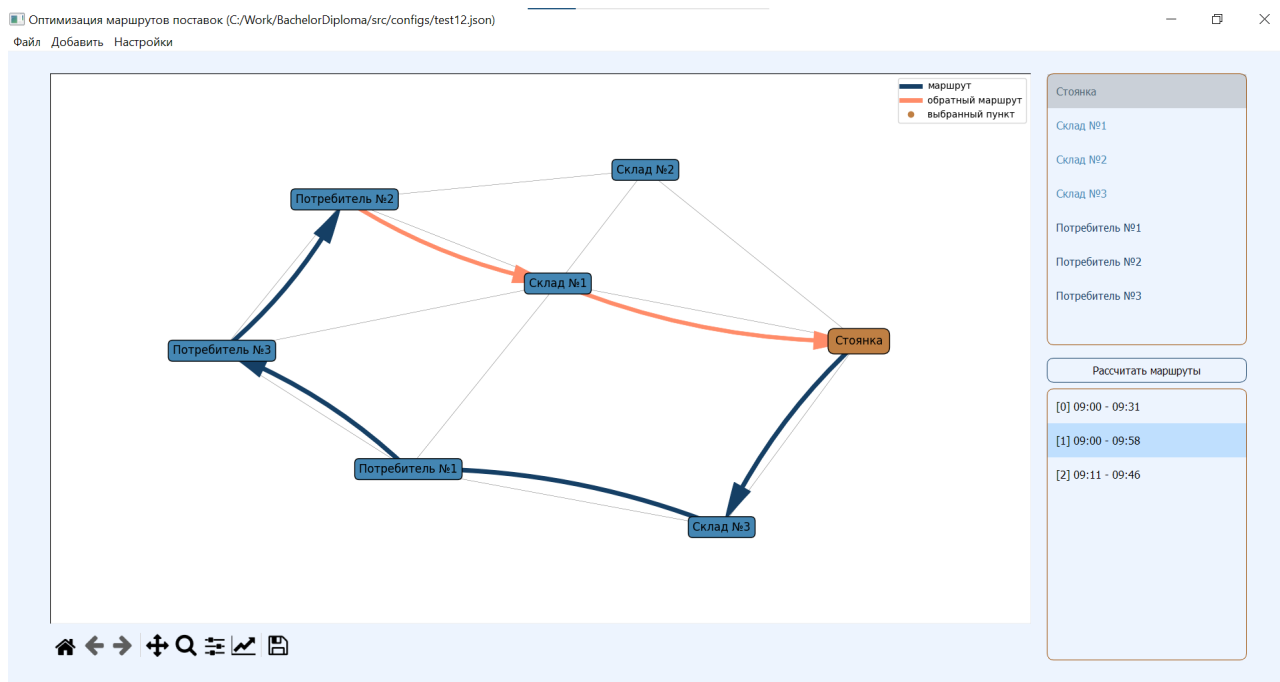 Оптимизация маршрутов поставок (C:/Work/BachelorDiploma/src/configs/test12.json)
Файл Добавить Настройки
маршрут
обратный маршрут
выбранный пункт
Склад №2
Потребитель №2
Склад №1
Стоянка
Потребитель №3
Потребитель №1
Склад №3
Стоянка
Склад №1
Склад №2
Склад №3
Потребитель №1
Потребитель №2
Потребитель №3
Рассчитать маршруты
[0] 09:00 - 09:31
[1] 09:00 - 09:58
[2] 09:11 - 09:46